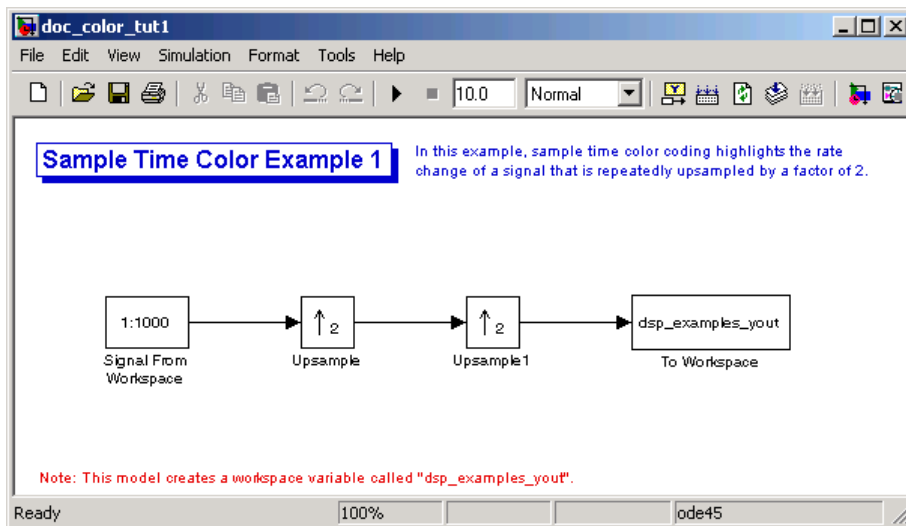 doc_color_tut1
File Edit View Simulation Format Tools Help
10.0 Normal
Sample Time Color Example 1
In this example, sample time color coding highlights the rate
change of a signal that is repeatedly upsampled by a factor of 2.
1:1000
2
2
dsp_examples_yout
Signal From
Workspace
Upsample
Upsample1
To Workspace
Note: This model creates a workspace variable called "dsp_examples_yout".
Ready 100% ode45